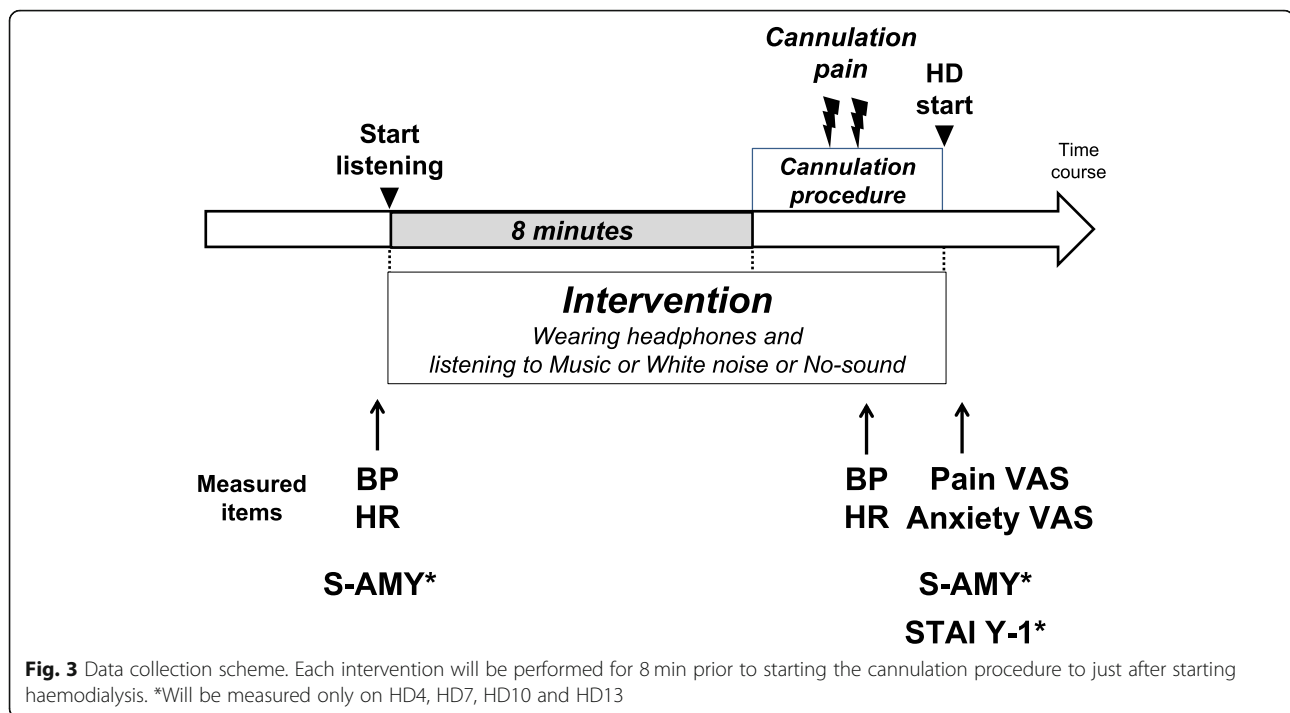 Cannulation
pain
HD
start
Start
listening
Cannulation
procedure
Time
course
8 minutes
Intervention
Wearing headphones and
listening to Music or White noise or No-sound
Measured
items
BP
HR
S-AMY*
BP
HR
Pain VAS
Anxiety VAS
S-AMY*
STAI Y-1*
Fig. 3 Data collection scheme. Each intervention will be performed for 8 min prior to starting the cannulation procedure to just after starting
haemodialysis. *Will be measured only on HD4, HD7, HD10 and HD13